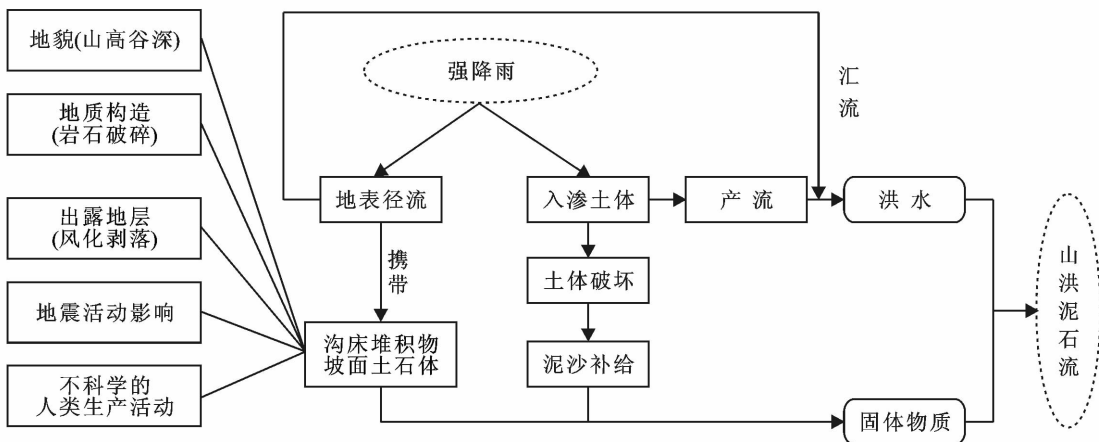 地貌(山高谷深)
地质构造
(岩石破碎)
出露地层
(风化剥落)
地震活动影响
不科学的
人类生产活动
强降雨
汇流
地表径流
入渗土体
产流
洪水
携带
土体破坏
沟床堆积物
坡面土石体
泥沙补给
固体物质
山洪泥石流